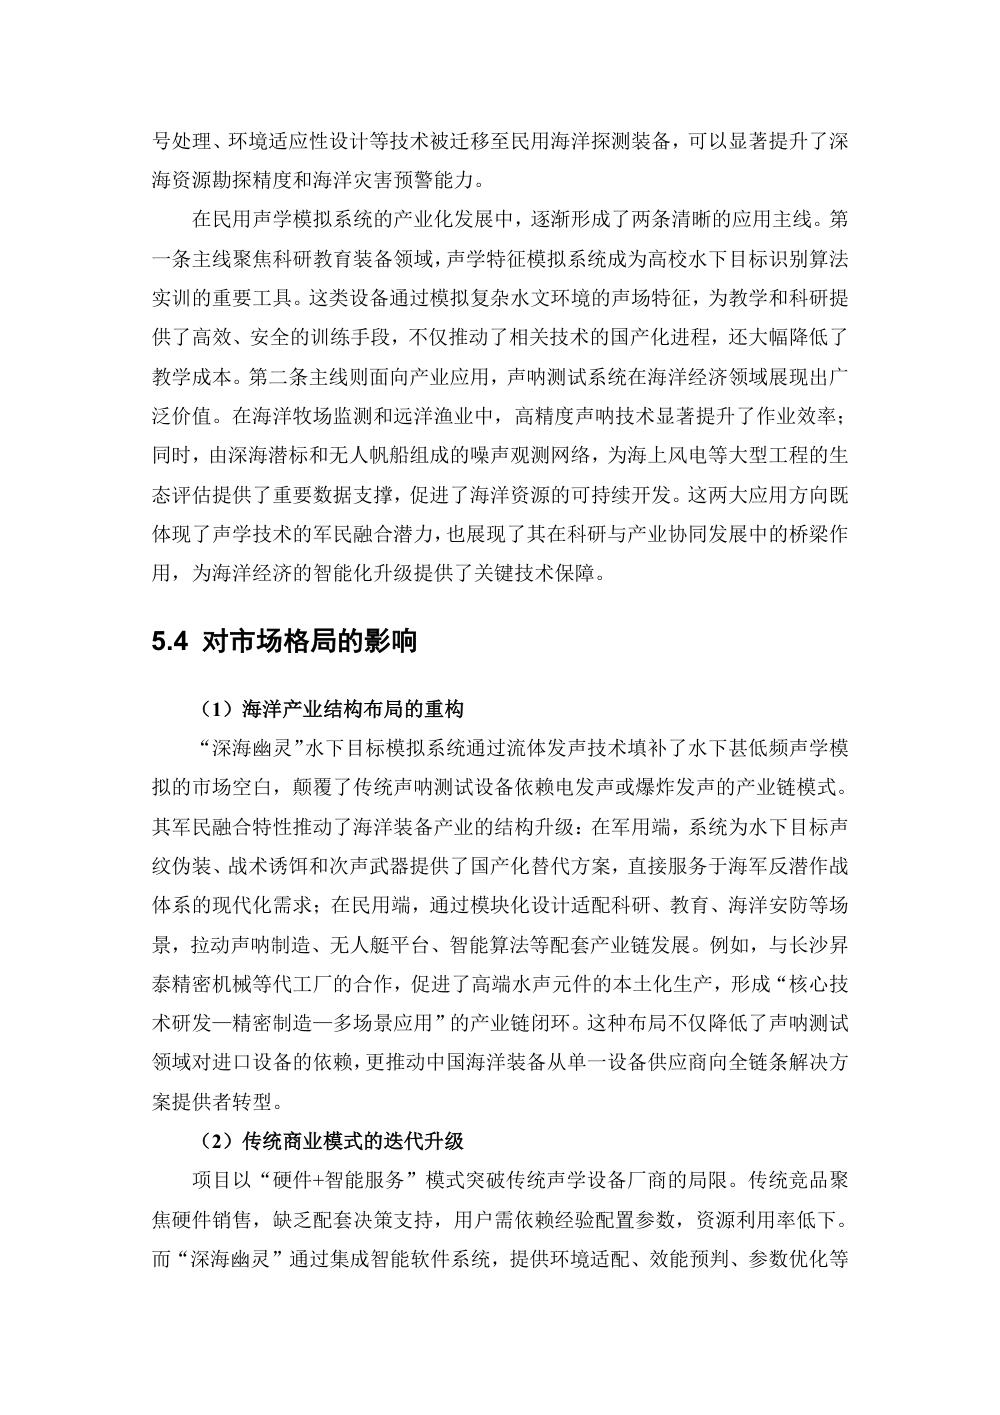 号处理、环境适应性设计等技术被迁移至民用海洋探测装备，可以显著提升了深
海资源勘探精度和海洋灾害预警能力。
在民用声学模拟系统的产业化发展中，逐渐形成了两条清晰的应用主线。第
一条主线聚焦科研教育装备领域，声学特征模拟系统成为高校水下目标识别算法
实训的重要工具。这类设备通过模拟复杂水文环境的声场特征，为教学和科研提
供了高效、安全的训练手段，不仅推动了相关技术的国产化进程，还大幅降低了
教学成本。第二条主线则面向产业应用，声呐测试系统在海洋经济领域展现出广
泛价值。在海洋牧场监测和远洋渔业中，高精度声呐技术显著提升了作业效率；
同时，由深海潜标和无人帆船组成的噪声观测网络，为海上风电等大型工程的生
态评估提供了重要数据支撑，促进了海洋资源的可持续开发。这两大应用方向既
体现了声学技术的军民融合潜力，也展现了其在科研与产业协同发展中的桥梁作
用，为海洋经济的智能化升级提供了关键技术保障。
5.4 对市场格局的影响
（1）海洋产业结构布局的重构
“深海幽灵”水下目标模拟系统通过流体发声技术填补了水下甚低频声学模
拟的市场空白，颠覆了传统声呐测试设备依赖电发声或爆炸发声的产业链模式。
其军民融合特性推动了海洋装备产业的结构升级：在军用端，系统为水下目标声
纹伪装、战术诱饵和次声武器提供了国产化替代方案，直接服务于海军反潜作战
体系的现代化需求；在民用端，通过模块化设计适配科研、教育、海洋安防等场
景，拉动声呐制造、无人艇平台、智能算法等配套产业链发展。例如，与长沙昇
泰精密机械等代工厂的合作，促进了高端水声元件的本土化生产，形成“核心技
术研发—精密制造—多场景应用”的产业链闭环。这种布局不仅降低了声呐测试
领域对进口设备的依赖，更推动中国海洋装备从单一设备供应商向全链条解决方
案提供者转型。
（2）传统商业模式的迭代升级
项目以“硬件+智能服务”模式突破传统声学设备厂商的局限。传统竞品聚
焦硬件销售，缺乏配套决策支持，用户需依赖经验配置参数，资源利用率低下。
而“深海幽灵”通过集成智能软件系统，提供环境适配、效能预判、参数优化等